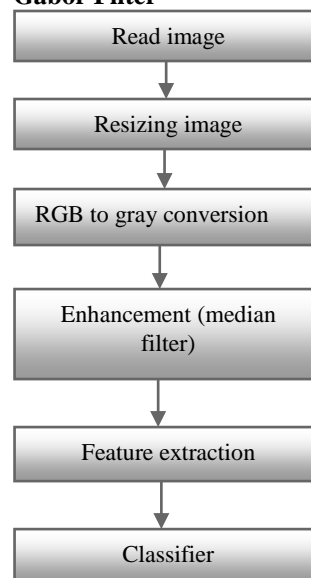 Gabor Filter
Read image
Resizing image
RGB to gray conversion
Enhancement (median
filter)
Feature extraction
Classifier